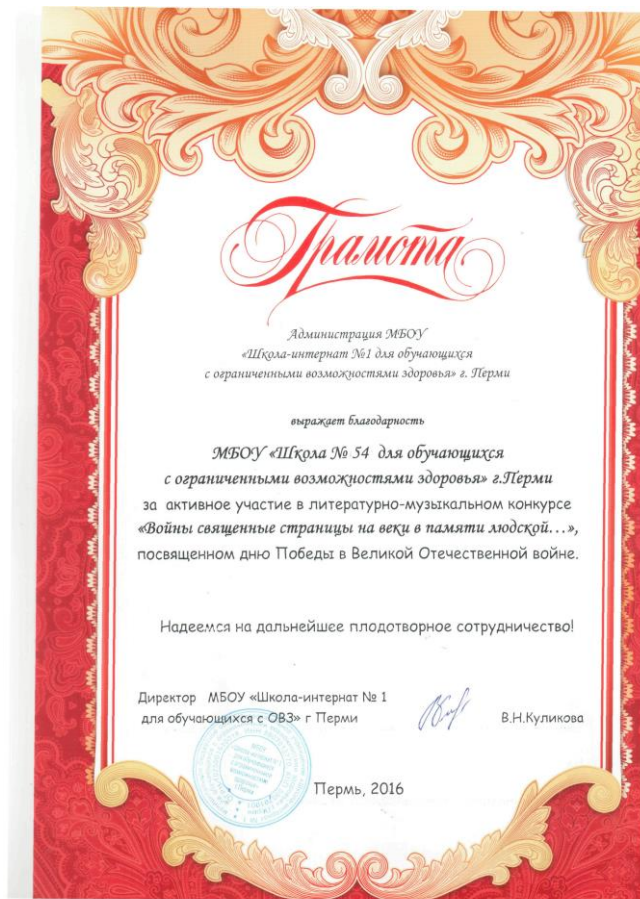 Грамота
Администрация МБОУ
«Школа-интернат №1 для обучающихся
с ограниченными возможностями здоровья» г. Перми
выражает благодарность
МБОУ «Школа № 54 для обучающихся
с ограниченными возможностями здоровья» г.Перми
за активное участие в литературно-музыкальном конкурсе
«Войны священные страницы на веки в памяти людской...»,
посвященном дню Победы в Великой Отечественной войне.
Надеемся на дальнейшее плодотворное сотрудничество!
Директор МБОУ «Школа-интернат № 1
для обучающихся с ОВЗ» г Перми В.Н.Куликова
Пермь, 2016